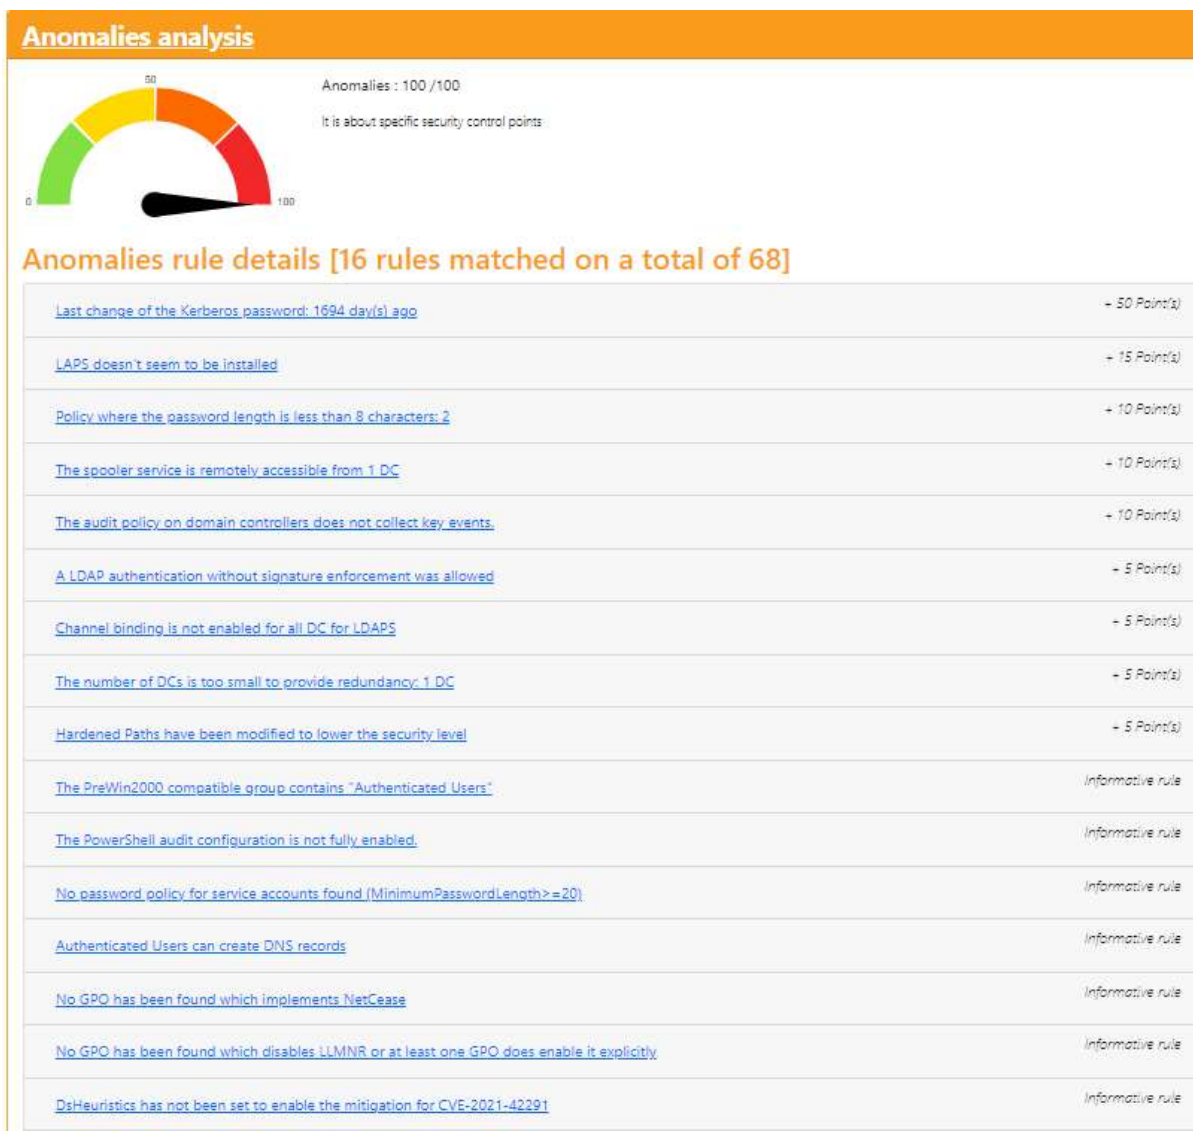 Anomalies analysis
50
0
100
Anomalies : 100 /100
It is about specific security control points
Anomalies rule details [16 rules matched on a total of 68]
Last change of the Kerberos password: 1694 day(s) ago + 50 Point(s)
LAPS doesn't seem to be installed + 15 Point(s)
Policy where the password length is less than 8 characters: 2 + 10 Point(s)
The spooler service is remotely accessible from 1 DC + 10 Point(s)
The audit policy on domain controllers does not collect key events. + 10 Point(s)
A LDAP authentication without signature enforcement was allowed + 5 Point(s)
Channel binding is not enabled for all DC for LDAPS + 5 Point(s)
The number of DCs is too small to provide redundancy: 1 DC + 5 Point(s)
Hardened Paths have been modified to lower the security level + 5 Point(s)
The PreWin2000 compatible group contains "Authenticated Users" Informative rule
The PowerShell audit configuration is not fully enabled. Informative rule
No password policy for service accounts found (MinimumPasswordLength>=20) Informative rule
Authenticated Users can create DNS records Informative rule
No GPO has been found which implements NetCease Informative rule
No GPO has been found which disables LLMNR or at least one GPO does enable it explicitly Informative rule
DsHeuristics has not been set to enable the mitigation for CVE-2021-42291 Informative rule